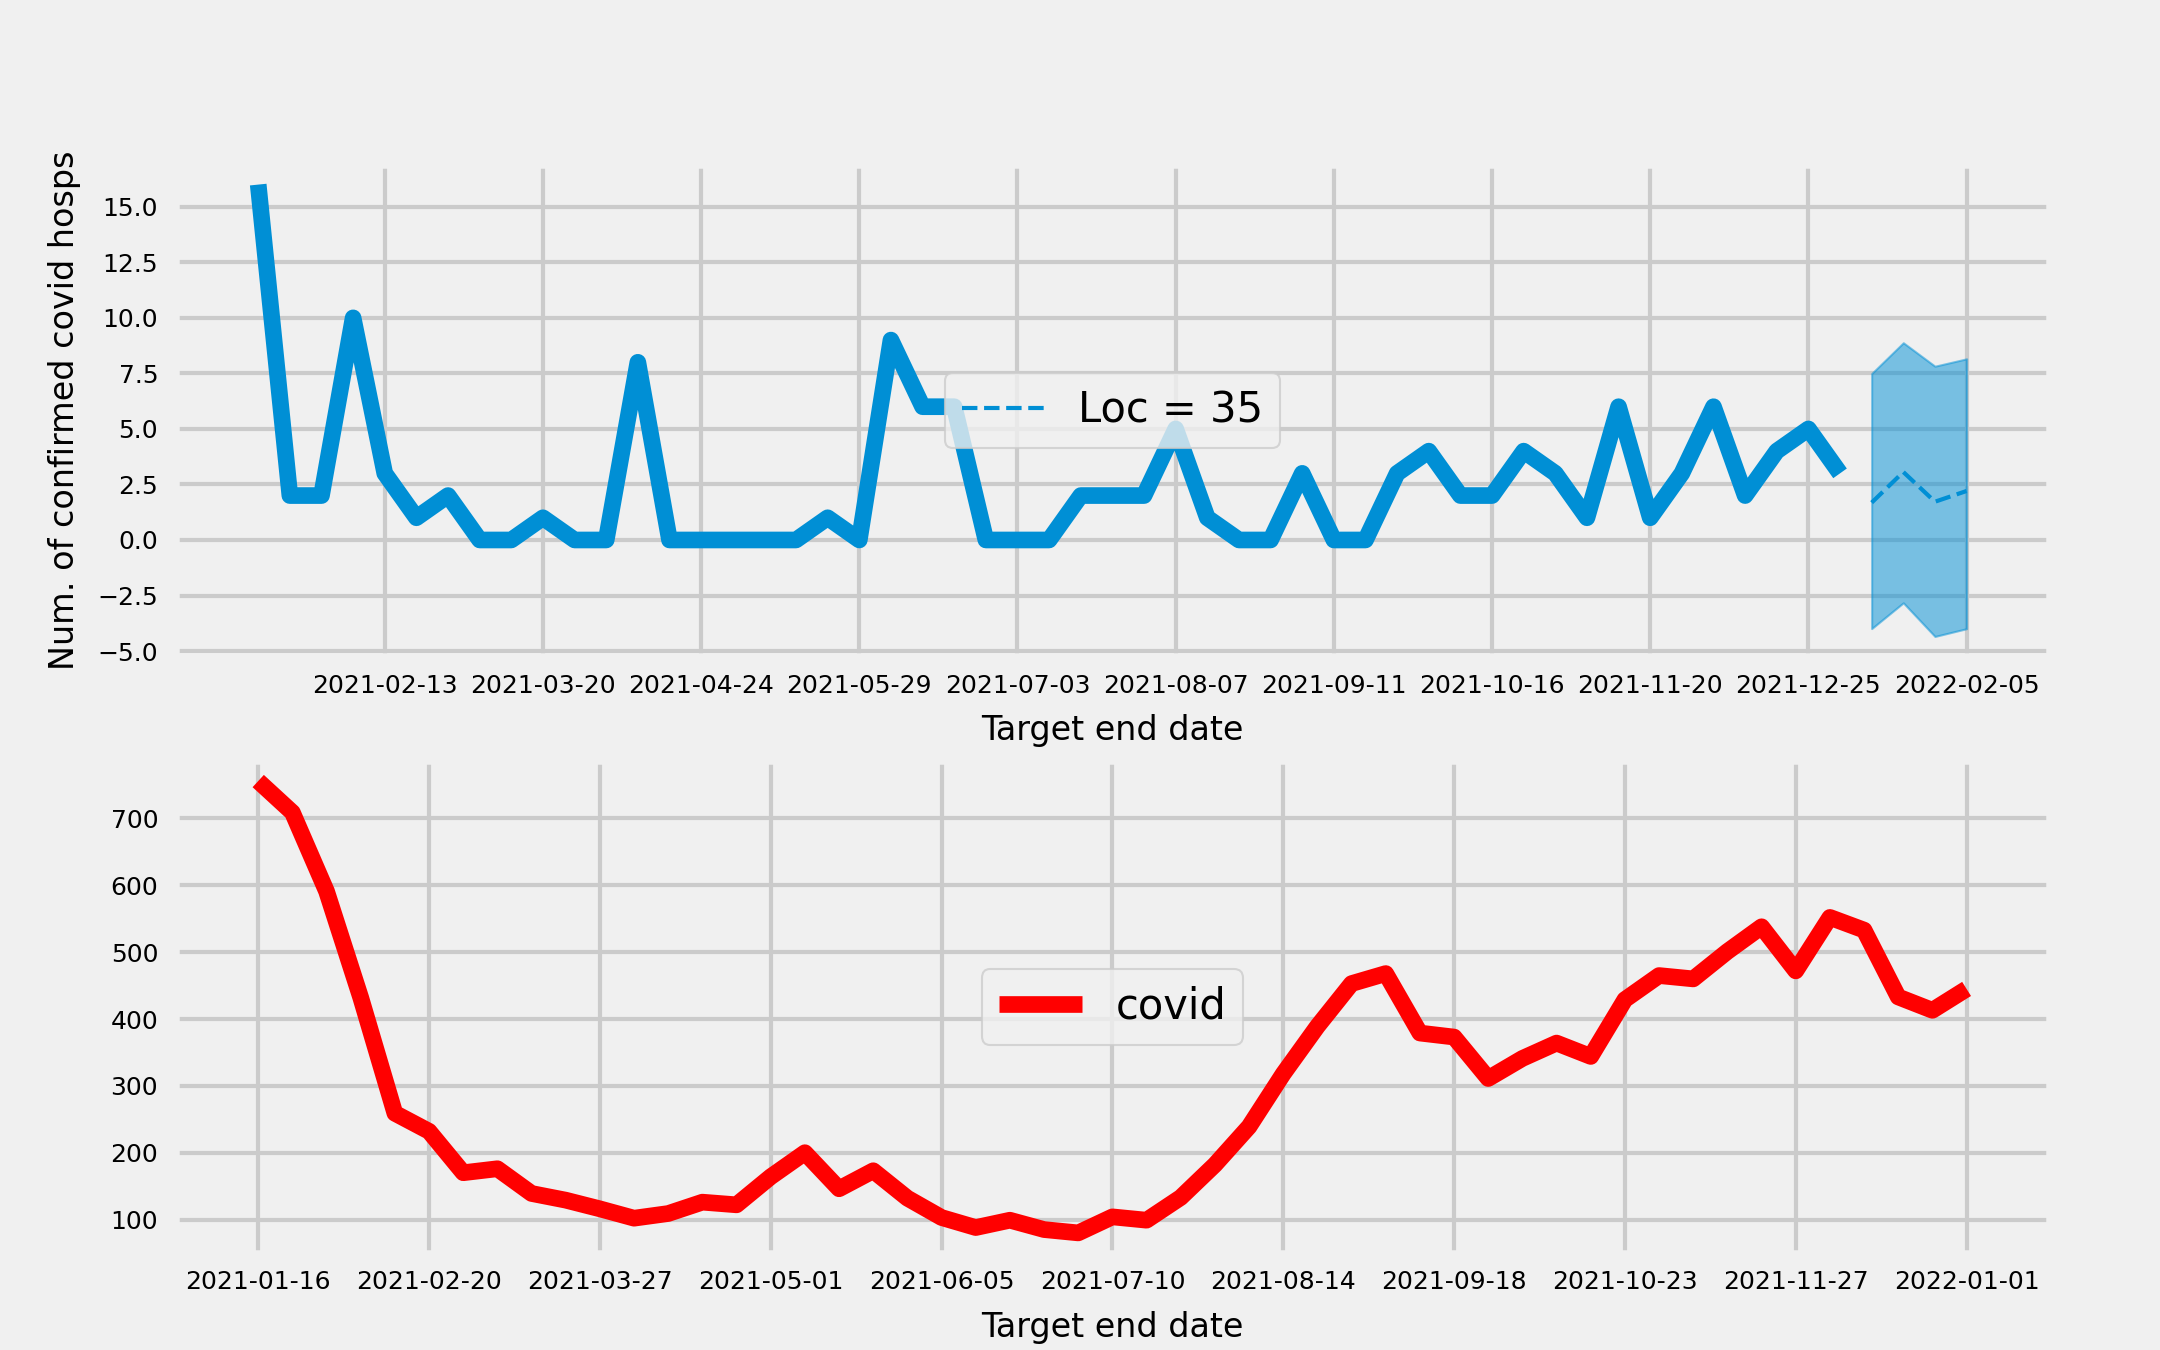 Num. of confirmed covid hosps
15.0
12.5
10.0
7.5
5.0
2.5
0.0
−2.5
−5.0
Loc = 35
2021-02-13 2021-03-20 2021-04-24 2021-05-29 2021-07-03 2021-08-07 2021-09-11 2021-10-16 2021-11-20 2021-12-25 2022-02-05
Target end date
700
600
500
400
300
200
100
covid
2021-01-16 2021-02-20 2021-03-27 2021-05-01 2021-06-05 2021-07-10 2021-08-14 2021-09-18 2021-10-23 2021-11-27 2022-01-01
Target end date